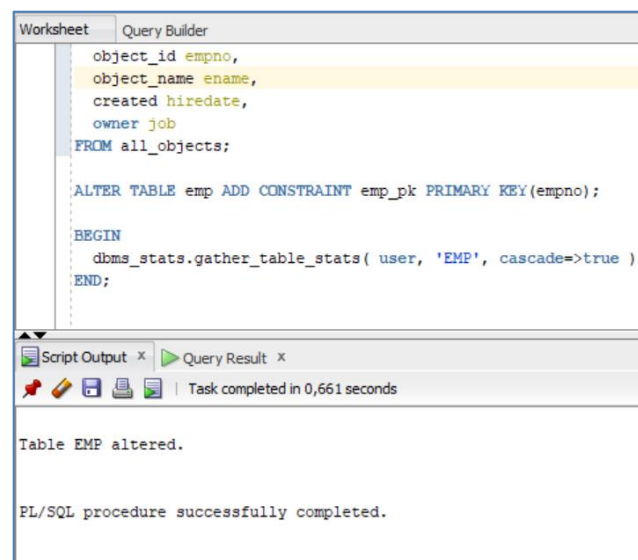 Worksheet Query Builder
object_id empno,
object_name ename,
created hiredate,
owner job
FROM all_objects;
ALTER TABLE emp ADD CONSTRAINT emp_pk PRIMARY KEY(empno);
BEGIN
dbms_stats.gather_table_stats( user, 'EMP', cascade=>true )
END;
Script Output x Query Result x
Task completed in 0,661 seconds
Table EMP altered.
PL/SQL procedure successfully completed.